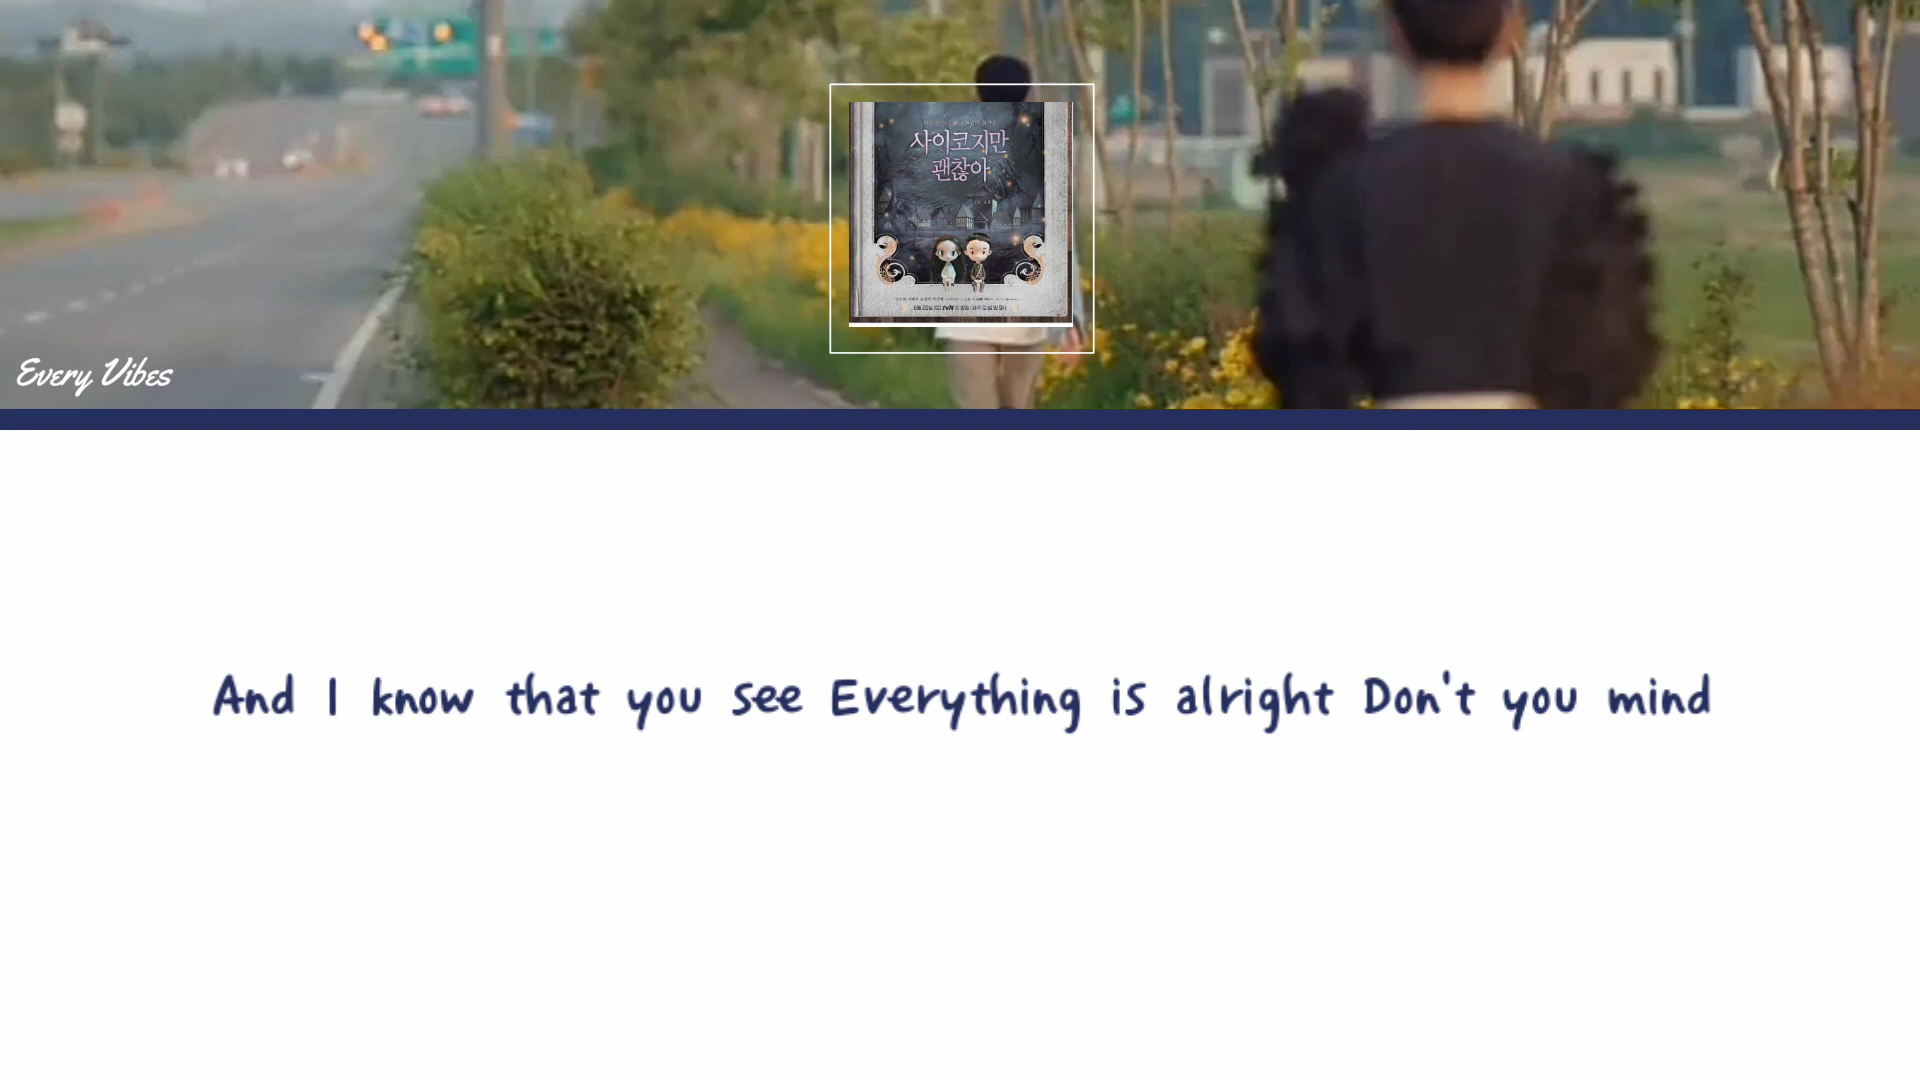 사이코지만
괜찮아
Every Vibes
And I know that you see Everything is alright Don't you mind